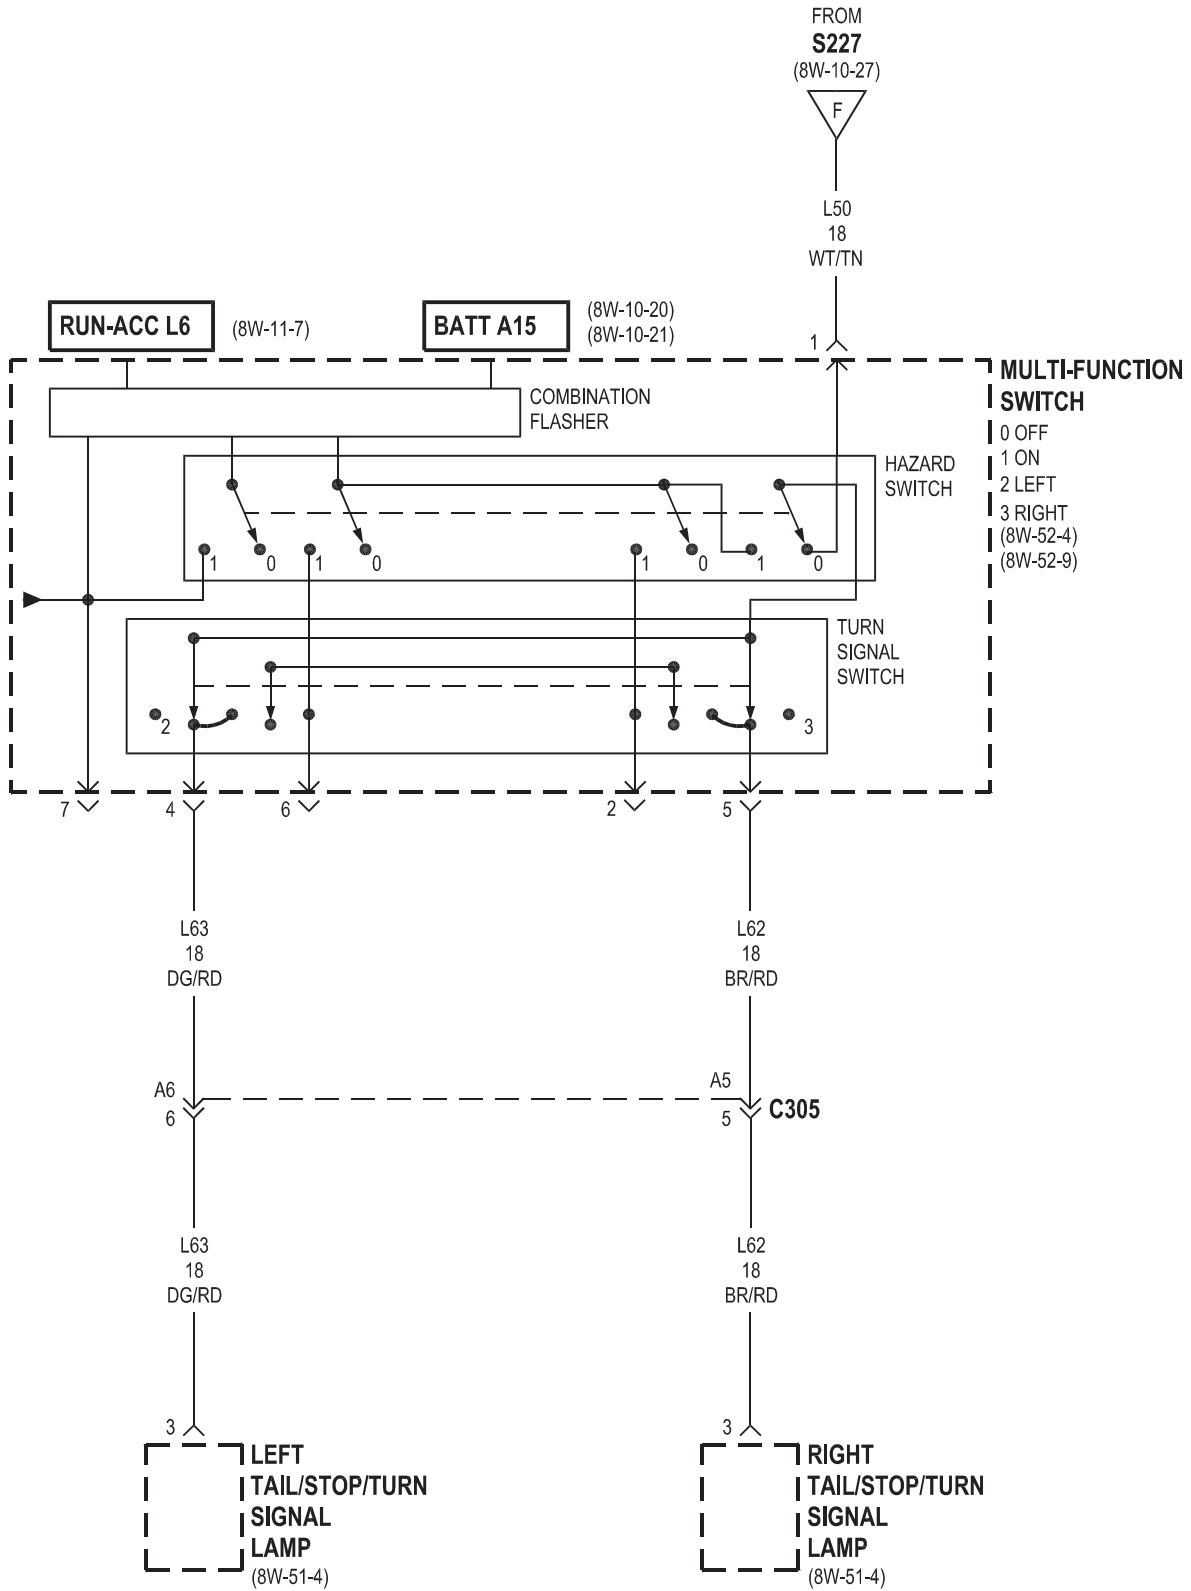 FROM
S227
(8W-10-27)
F
L50
18
WT/TN
RUN-ACC L6
(8W-11-7)
BATT A15
(8W-10-20)
(8W-10-21)
1
MULTI-FUNCTION
SWITCH
0 OFF
1 ON
2 LEFT
3 RIGHT
(8W-52-4)
(8W-52-9)
COMBINATION
FLASHER
HAZARD
SWITCH
1 0 1 0 1 0 1 0
TURN
SIGNAL
SWITCH
2 3
7 4 6 2 5
L63
18
DG/RD
L62
18
BR/RD
A6
6
A5
5
C305
L63
18
DG/RD
L62
18
BR/RD
3
LEFT
TAIL/STOP/TURN
SIGNAL
LAMP
(8W-51-4)
3
RIGHT
TAIL/STOP/TURN
SIGNAL
LAMP
(8W-51-4)